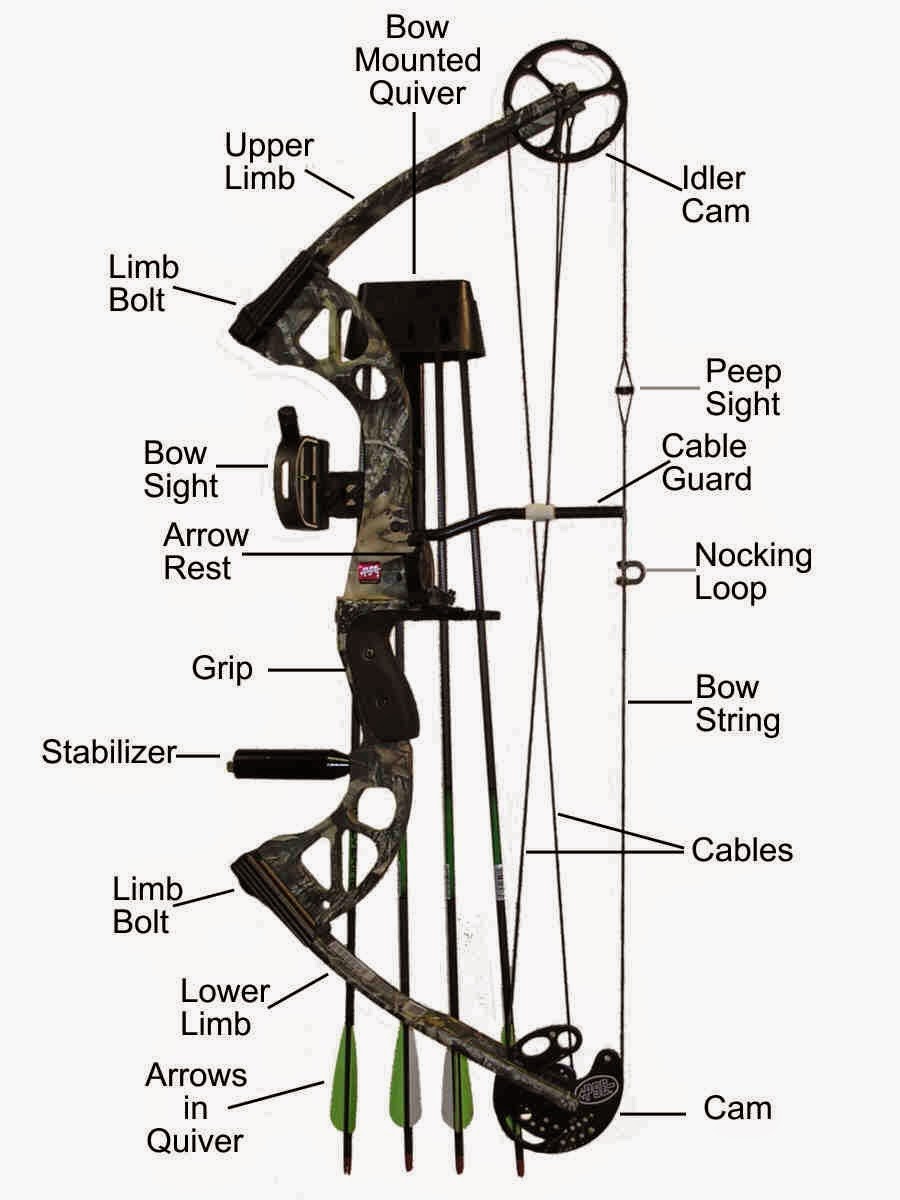 Bow
Mounted
Quiver
Upper
Limb
Idler
Cam
Limb
Bolt
Peep
Sight
Cable
Guard
Bow
Sight
Arrow
Rest
Nocking
Loop
Grip
Bow
String
Stabilizer
Cables
Limb
Bolt
Lower
Limb
Arrows
in
Quiver
Cam